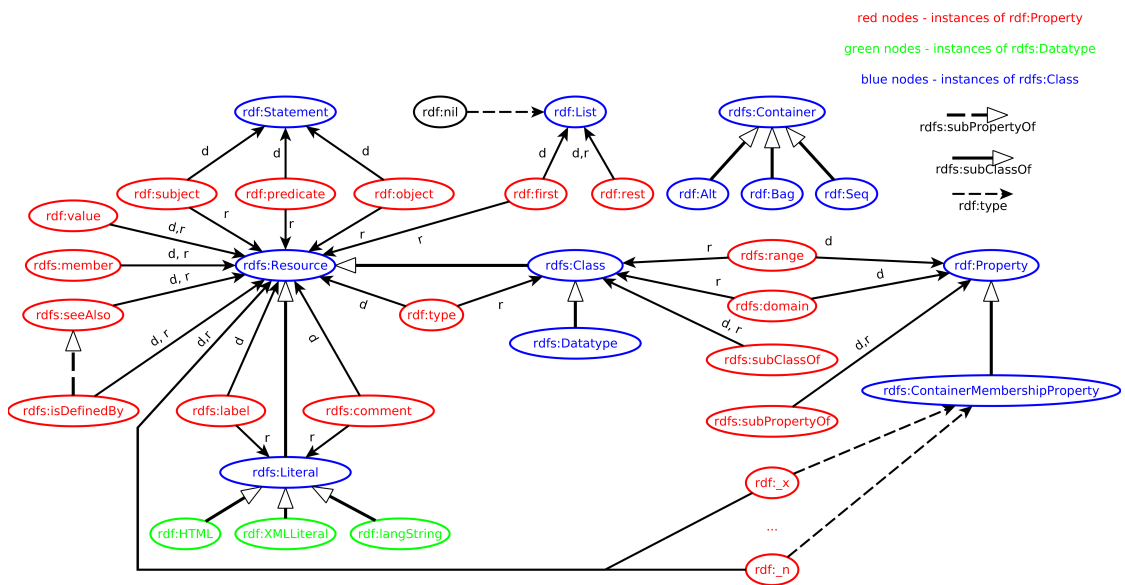 red nodes - instances of rdf:Property
green nodes - instances of rdfs:Datatype
blue nodes - instances of rdfs:Class
rdf:Statement
rdf:nil
rdf:List
rdfs:Container
rdfs:subPropertyOf
d
d
d
d
d,r
rdfs:subClassOf
rdf:subject
rdf:predicate
rdf:object
rdf:first
rdf:rest
rdf:Alt
rdf:Bag
rdf:Seq
rdf:type
rdf:value
d,r
r
r
r
r
r
d
rdfs:member
d, r
rdfs:Resource
rdfs:Class
rdfs:range
rdf:Property
d, r
r
d
rdfs:seeAlso
d
rdf:type
r
rdfs:domain
d, r
d,r
d
d
rdfs:Datatype
d, r
rdfs:subClassOf
d,r
rdfs:ContainerMembershipProperty
rdfs:isDefinedBy
rdfs:label
rdfs:comment
rdfs:subPropertyOf
r
r
rdfs:Literal
rdf:_x
rdf:HTML
rdf:XMLLiteral
rdf:langString
...
rdf:_n